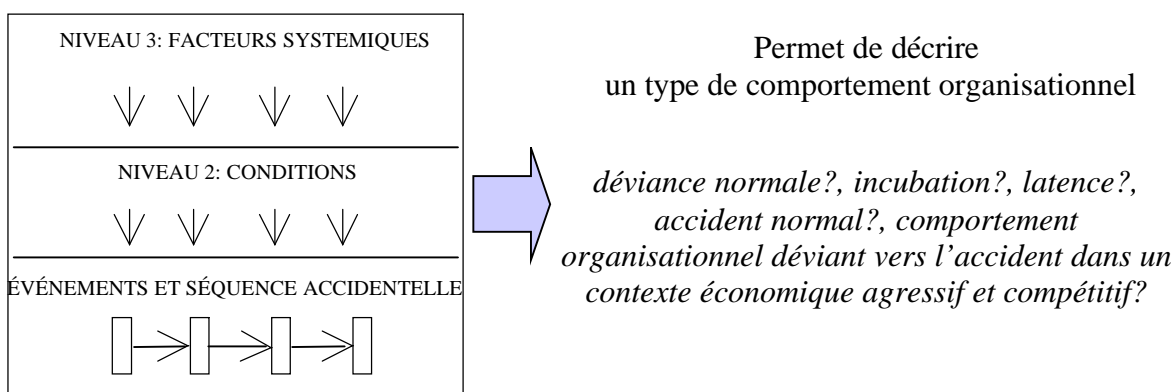 NIVEAU 3: FACTEURS SYSTEMIQUES
NIVEAU 2: CONDITIONS
ÉVÉNEMENTS ET SÉQUENCE ACCIDENTELLE
Permet de décrire
un type de comportement organisationnel
déviance normale?, incubation?, latence?,
accident normal?, comportement
organisationnel déviant vers l’accident dans un
contexte économique agressif et compétitif?